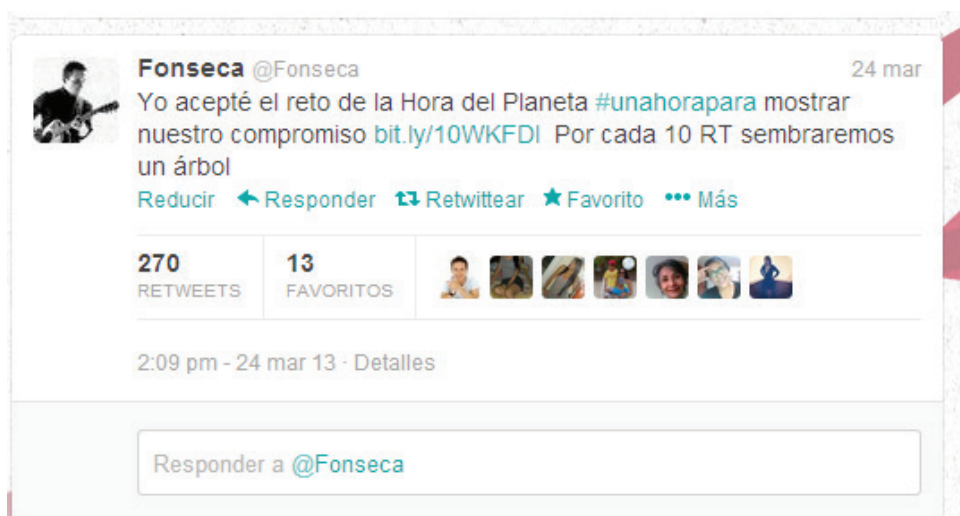 Fonseca @Fonseca 24 mar
Yo acepté el reto de la Hora del Planeta #unahorapara mostrar
nuestro compromiso bit.ly/10WKFDl Por cada 10 RT sembraremos
un árbol
Reducir Responder Retwittear Favorito Más
270 13
RETWEETS FAVORITOS
2:09 pm - 24 mar 13 · Detalles
Responder a @Fonseca